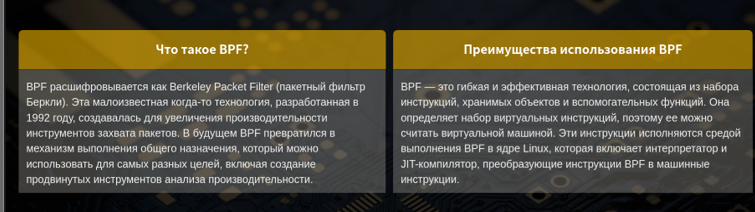 Что такое BPF?
BPF расшифровывается как Berkeley Packet Filter (пакетный фильтр
Беркли). Эта малоизвестная когда-то технология, разработанная в
1992 году, создавалась для увеличения производительности
инструментов захвата пакетов. В будущем BPF превратился в
механизм выполнения общего назначения, который можно
использовать для самых разных целей, включая создание
продвинутых инструментов анализа производительности.
Преимущества использования BPF
BPF — это гибкая и эффективная технология, состоящая из набора
инструкций, хранимых объектов и вспомогательных функций. Она
определяет набор виртуальных инструкций, поэтому ее можно
считать виртуальной машиной. Эти инструкции исполняются средой
выполнения BPF в ядре Linux, которая включает интерпретатор и
JIT-компилятор, преобразующие инструкции BPF в машинные
инструкции.